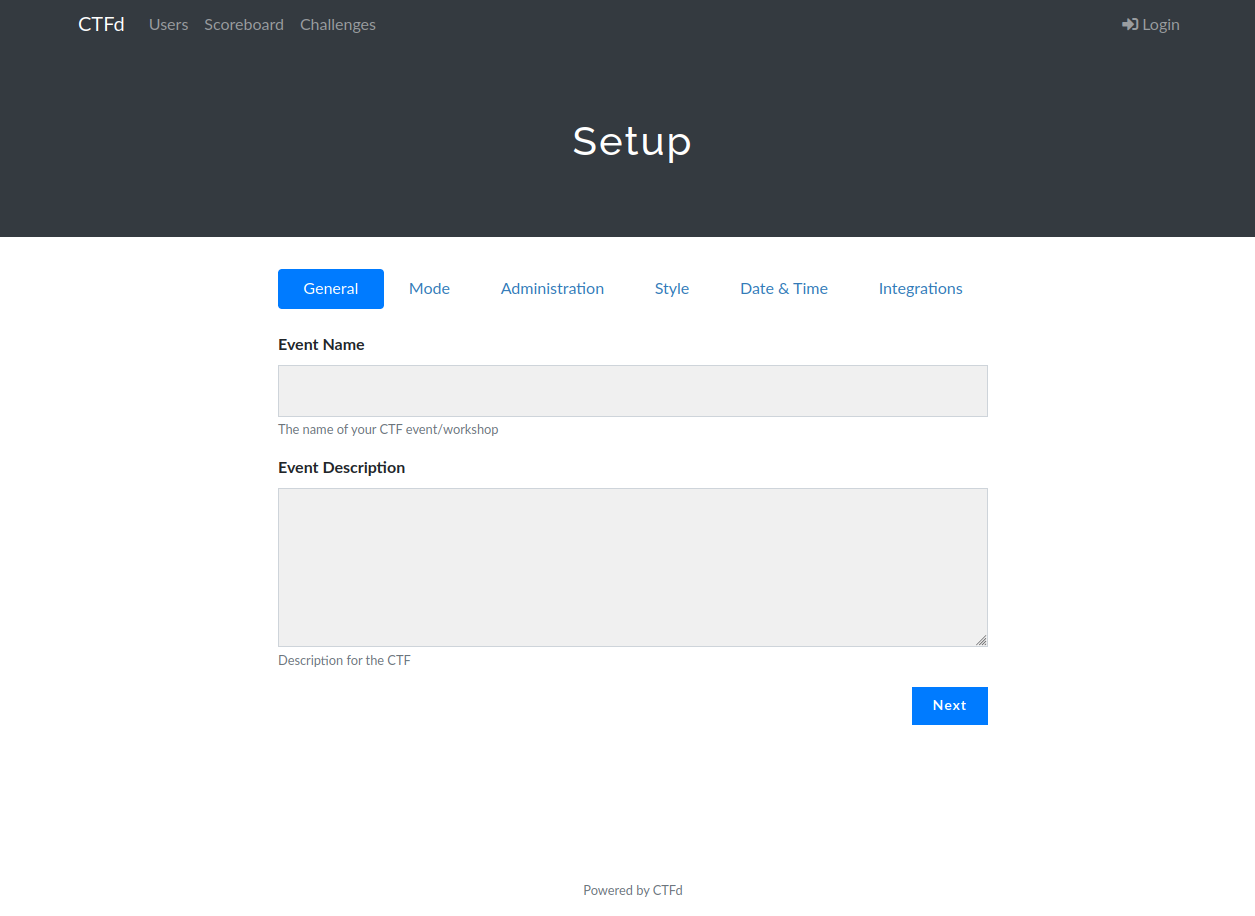 CTFd Users Scoreboard Challenges Login
Setup
General Mode Administration Style Date & Time Integrations
Event Name
The name of your CTF event/workshop
Event Description
Description for the CTF
Next
Powered by CTFd